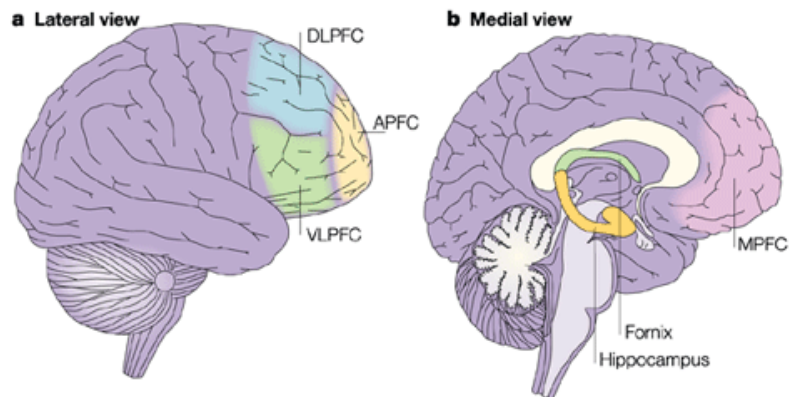 a Lateral view
DLPFC
APFC
VLPFC
b Medial view
MPFC
Fornix
Hippocampus